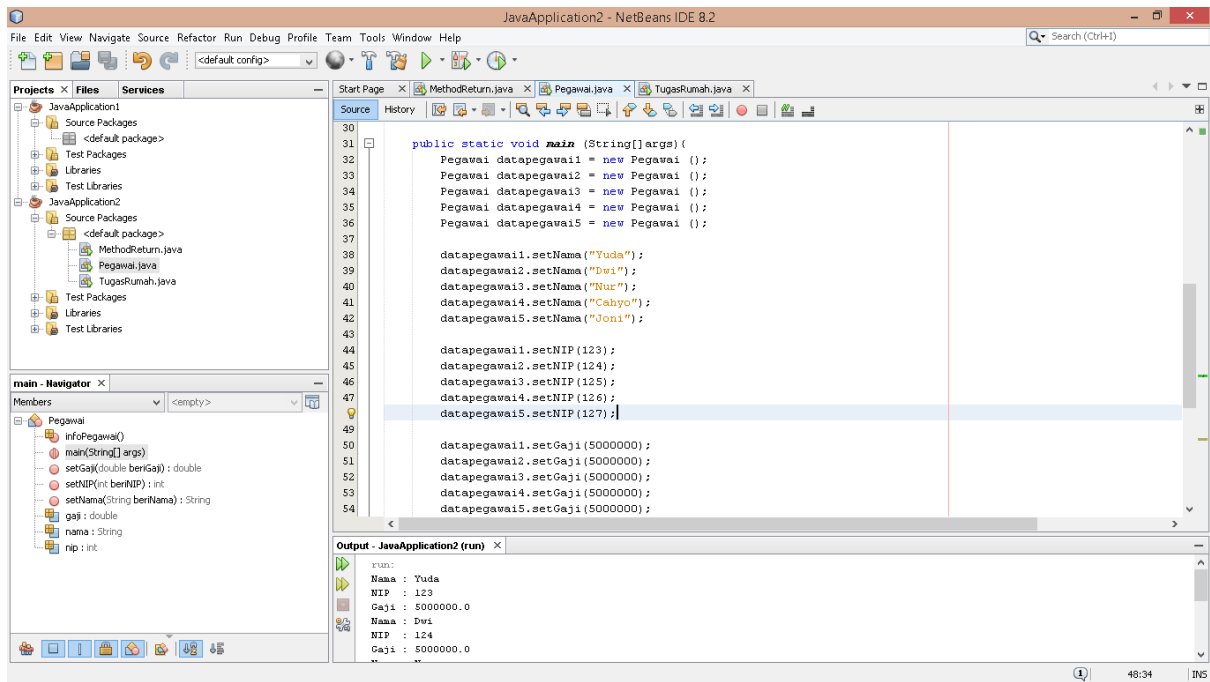 JavaApplication2 - NetBeans IDE 8.2
File Edit View Navigate Source Refactor Run Debug Profile Team Tools Window Help
Search (Ctrl+I)
<default config>
Projects Files Services
JavaApplication1
Source Packages
<default package>
Test Packages
Libraries
Test Libraries
JavaApplication2
Source Packages
<default package>
MethodReturn.java
Pegawai.java
TugasRumah.java
Test Packages
Libraries
Test Libraries
main - Navigator
Members <empty>
Pegawai
infoPegawai()
main(String[] args)
setGaji(double beriGaji) : double
setNIP(int beriNIP) : int
setNama(String beriNama) : String
gaji : double
nama : String
nip : int
Start Page MethodReturn.java Pegawai.java TugasRumah.java
Source History
30
31 public static void main (String[]args){
32 Pegawai datapegawai1 = new Pegawai ();
33 Pegawai datapegawai2 = new Pegawai ();
34 Pegawai datapegawai3 = new Pegawai ();
35 Pegawai datapegawai4 = new Pegawai ();
36 Pegawai datapegawai5 = new Pegawai ();
37
38 datapegawai1.setNama("Yuda");
39 datapegawai2.setNama("Dwi");
40 datapegawai3.setNama("Nur");
41 datapegawai4.setNama("Cahyo");
42 datapegawai5.setNama("Joni");
43
44 datapegawai1.setNIP(123);
45 datapegawai2.setNIP(124);
46 datapegawai3.setNIP(125);
47 datapegawai4.setNIP(126);
datapegawai5.setNIP(127);
49
50 datapegawai1.setGaji(5000000);
51 datapegawai2.setGaji(5000000);
52 datapegawai3.setGaji(5000000);
53 datapegawai4.setGaji(5000000);
54 datapegawai5.setGaji(5000000);
Output - JavaApplication2 (run)
run:
Nama : Yuda
NIP : 123
Gaji : 5000000.0
Nama : Dwi
NIP : 124
Gaji : 5000000.0
1 48:34 INS